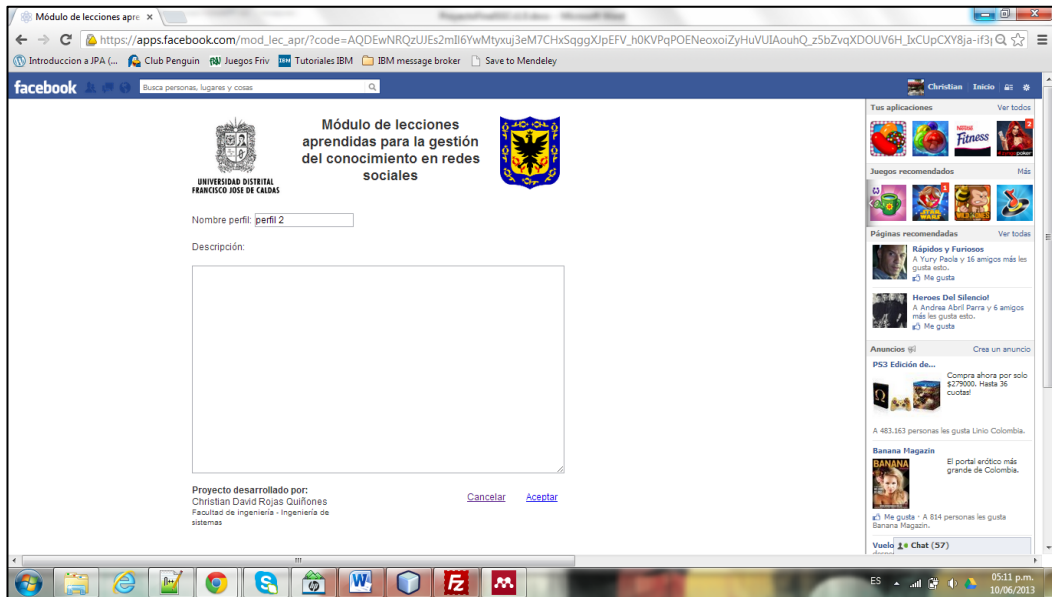 Módulo de lecciones apre
https://apps.facebook.com/mod_lec_apr/?code=
Introduccion a JPA (...
Club Penguin
Juegos Friv
Tutoriales IBM
IBM message broker
Save to Mendeley
facebook
Busca personas, lugares y cosas
Christian
Inicio
Módulo de lecciones
aprendidas para la gestión
del conocimiento en redes
sociales
UNIVERSIDAD DISTRITAL
FRANCISCO JOSE DE CALDAS
Nombre perfil: perfil 2
Descripción:
Proyecto desarrollado por:
Christian David Rojas Quiñones
Facultad de ingeniería - Ingeniería de
sistemas
Cancelar
Aceptar
Tus aplicaciones
Ver todos
Fitness
2
Juegos recomendados
Más
1
STAR
WARS
Páginas recomendadas
Ver todas
Rápidos y Furiosos
A Yury Paola y 16 amigos más les
gusta esto.
Me gusta
Heroes Del Silencio!
A Andrea Abril Parra y 6 amigos
más les gusta esto.
Me gusta
Anuncios
Crea un anuncio
PS3 Edición de...
Compra ahora por solo
$279000. Hasta 36
cuotas!
A 483.163 personas les gusta Linio Colombia.
Banana Magazin
BANANA
El portal erótico más
grande de Colombia.
Me gusta · A 814 personas les gusta
Banana Magazin.
Vuelo
Chat (57)
ES
05:11 p.m.
10/06/2013